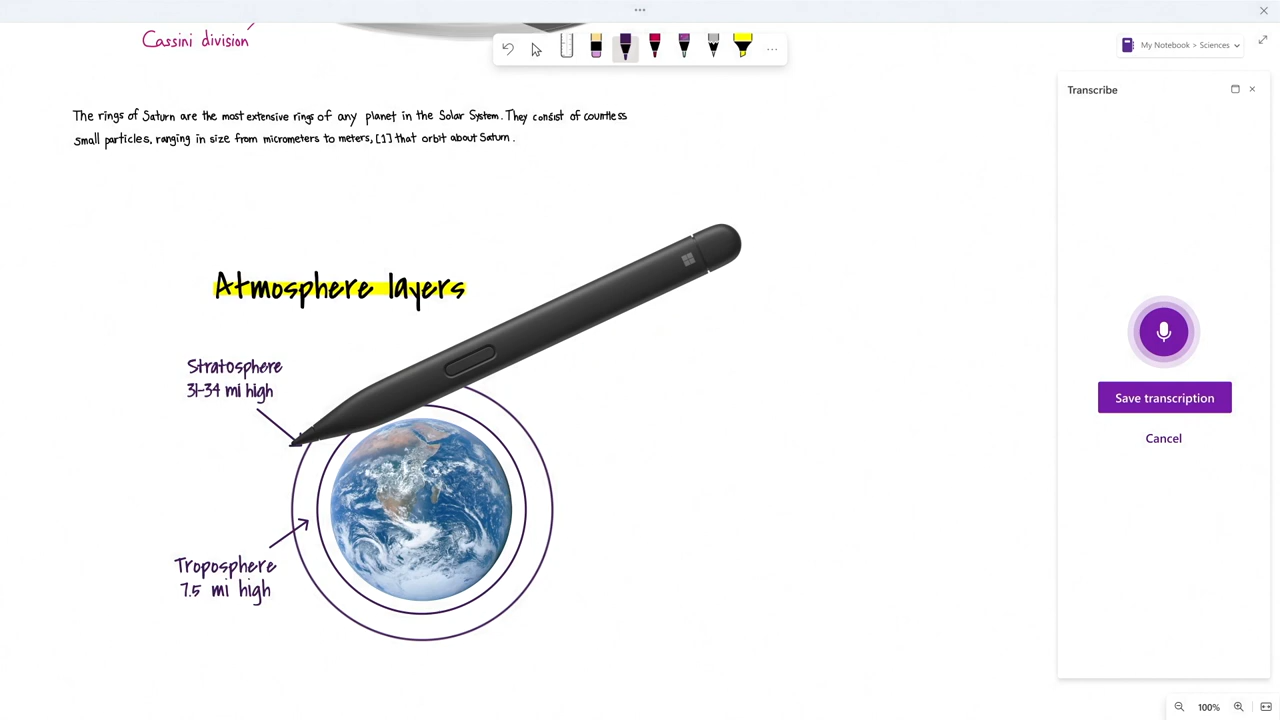 Cassini division
My Notebook > Sciences
Transcribe
The rings of Saturn are the most extensive rings of any planet in the Solar System. They consist of countless
small particles, ranging in size from micrometers to meters, [1] that orbit about Saturn.
Atmosphere layers
Stratosphere
31-34 mi high
Save transcription
Cancel
Troposphere
7.5 mi high
100%